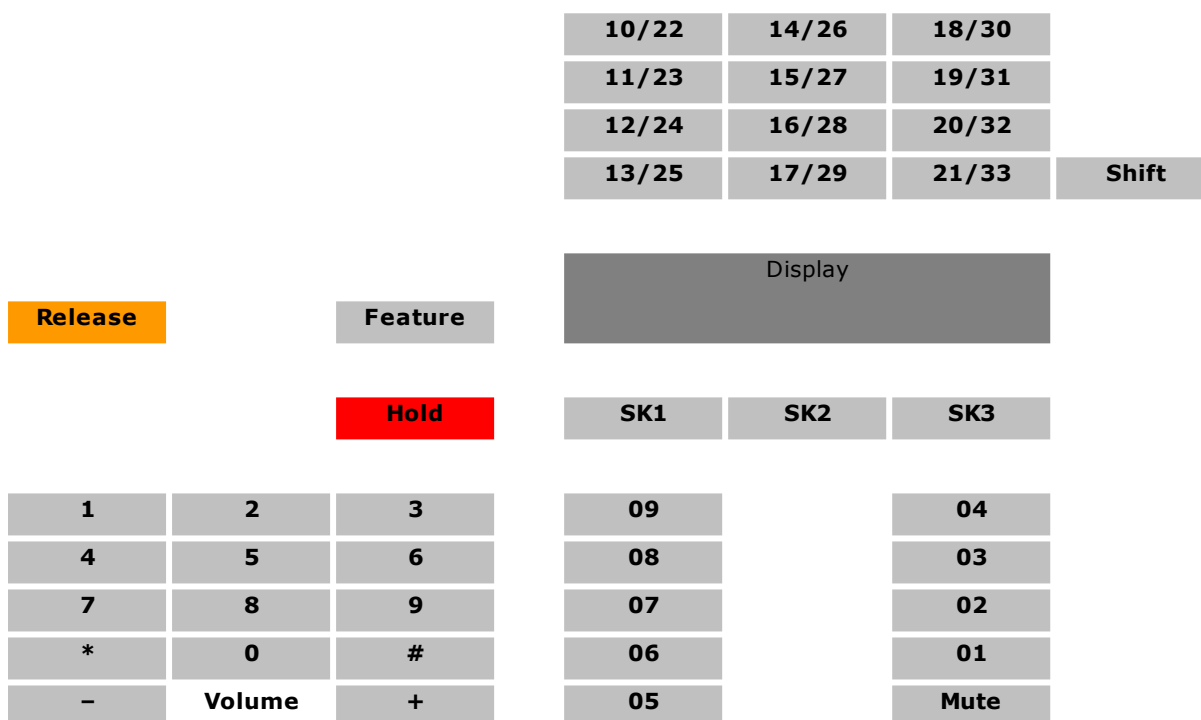 10/22 14/26 18/30
11/23 15/27 19/31
12/24 16/28 20/32
13/25 17/29 21/33 Shift
Display
Release Feature
Hold SK1 SK2 SK3
1 2 3 09 04
4 5 6 08 03
7 8 9 07 02
* 0 # 06 01
– Volume + 05 Mute